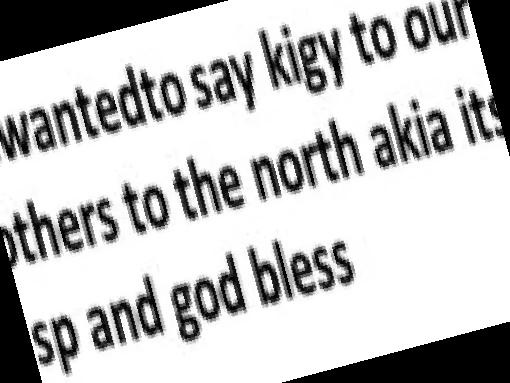 wantedto say kigy to our
others to the north akia its
sp and god bless